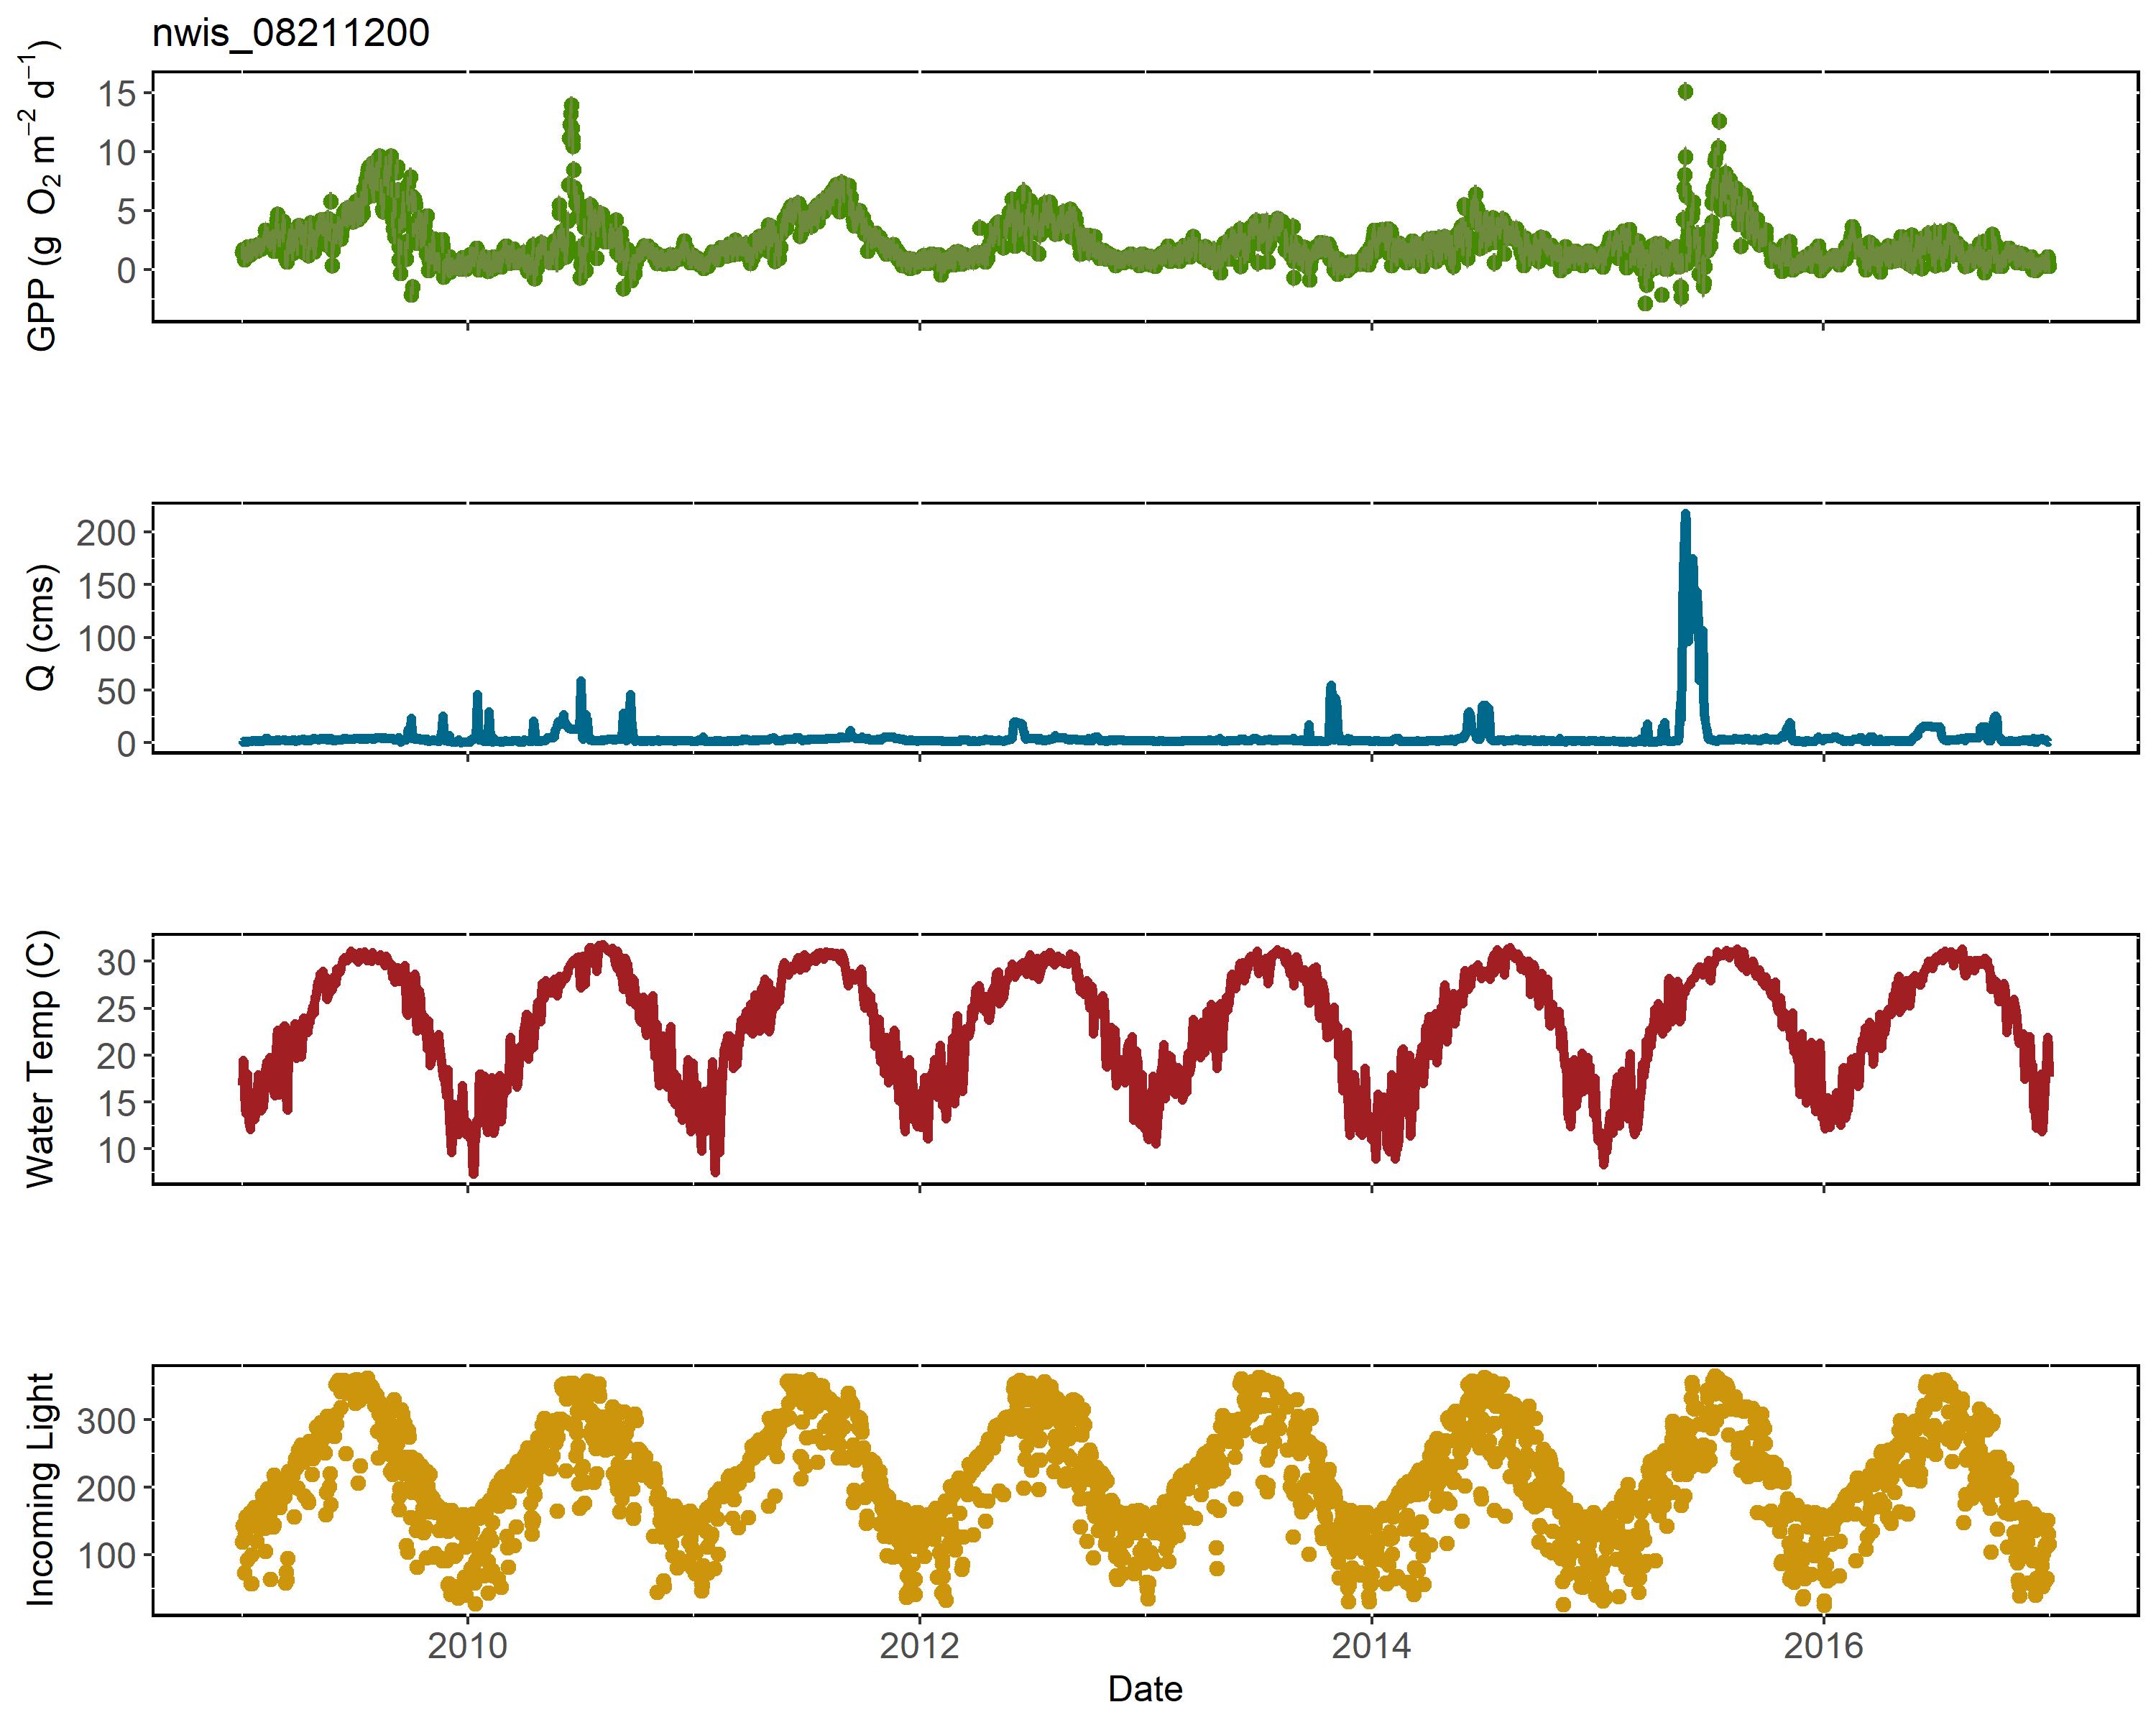 nwis_08211200
GPP (g O₂ m⁻² d⁻¹)
15
10
5
0
Q (cms)
200
150
100
50
0
Water Temp (C)
30
25
20
15
10
Incoming Light
300
200
100
2010 2012 2014 2016
Date